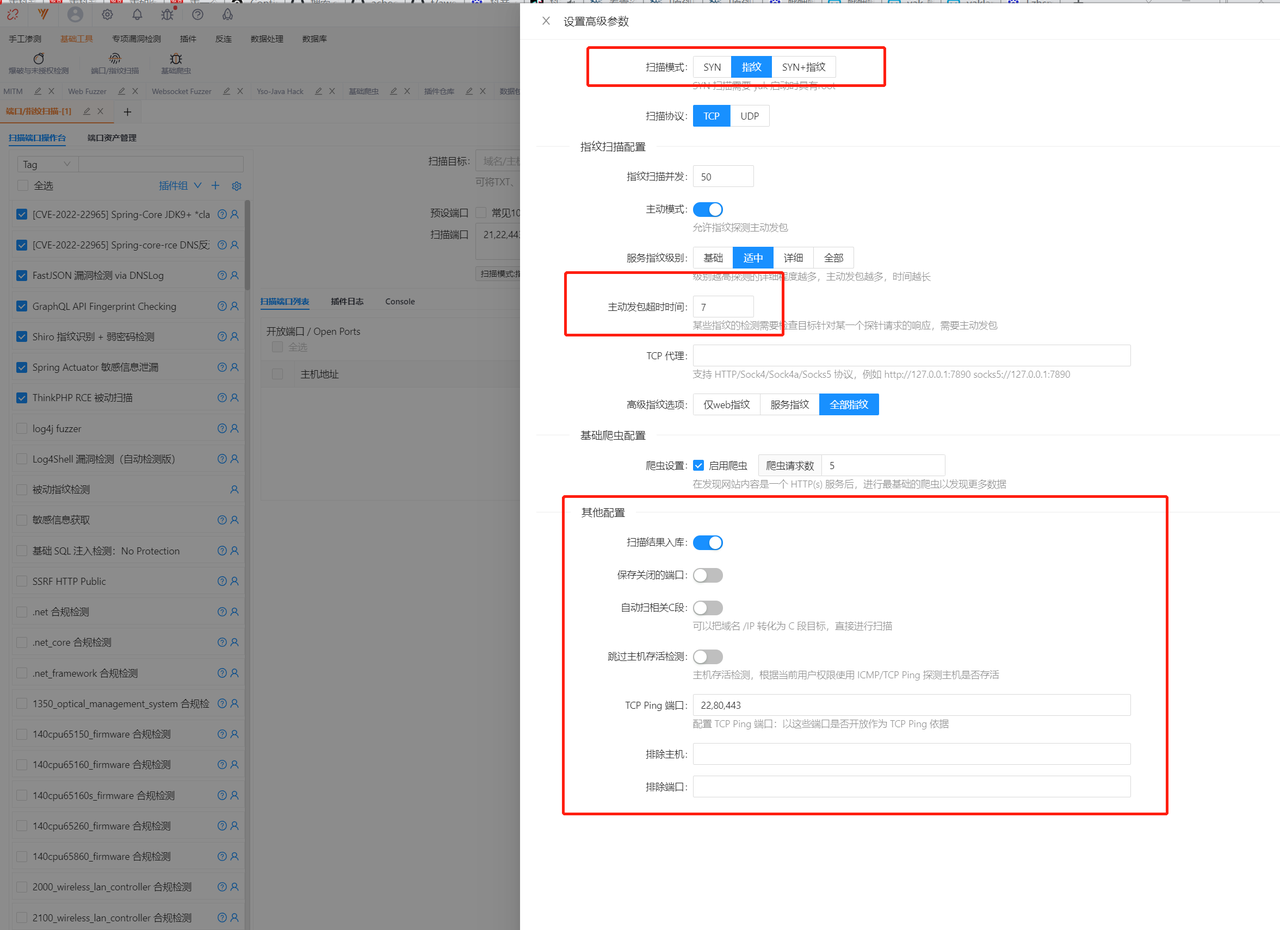 设置高级参数
手工渗透 基础工具 专项漏洞检测 插件 反连 数据处理 数据库
爆破与未授权检测 端口/指纹扫描 基础爬虫
MITM Web Fuzzer Websocket Fuzzer Yso-Java Hack 基础爬虫 插件仓库 数据包
端口/指纹扫描-[1]
扫描端口操作台 端口资产管理
Tag
全选 插件组
[CVE-2022-22965] Spring-Core JDK9+ *cla
[CVE-2022-22965] Spring-core-rce DNS反
FastJSON 漏洞检测 via DNSLog
GraphQL API Fingerprint Checking
Shiro 指纹识别 + 弱密码检测
Spring Actuator 敏感信息泄漏
ThinkPHP RCE 被动扫描
log4j fuzzer
Log4Shell 漏洞检测（自动检测版）
被动指纹检测
敏感信息获取
基础 SQL 注入检测：No Protection
SSRF HTTP Public
.net 合规检测
.net_core 合规检测
.net_framework 合规检测
1350_optical_management_system 合规检
140cpu65150_firmware 合规检测
140cpu65160_firmware 合规检测
140cpu65160s_firmware 合规检测
140cpu65260_firmware 合规检测
140cpu65860_firmware 合规检测
2000_wireless_lan_controller 合规检测
2100_wireless_lan_controller 合规检测
扫描目标: 域名/主
可将TXT、
预设端口 常见10
扫描端口 21,22,44
扫描模式:
扫描端口列表 插件日志 Console
开放端口 / Open Ports
全选
主机地址
扫描模式: SYN 指纹 SYN+指纹
SYN 扫描需要 yak 启动时具有root
扫描协议: TCP UDP
指纹扫描配置
指纹扫描并发: 50
主动模式:
允许指纹探测主动发包
服务指纹级别: 基础 适中 详细 全部
级别越高探测的详细程度越多，主动发包越多，时间越长
主动发包超时时间: 7
某些指纹的检测需要检查目标针对某一个探针请求的响应，需要主动发包
TCP 代理:
支持 HTTP/Sock4/Sock4a/Socks5 协议，例如 http://127.0.0.1:7890 socks5://127.0.0.1:7890
高级指纹选项: 仅web指纹 服务指纹 全部指纹
基础爬虫配置
爬虫设置: 启用爬虫 爬虫请求数 5
在发现网站内容是一个 HTTP(s) 服务后，进行最基础的爬虫以发现更多数据
其他配置
扫描结果入库:
保存关闭的端口:
自动扫相关C段:
可以把域名 /IP 转化为 C 段目标，直接进行扫描
跳过主机存活检测:
主机存活检测，根据当前用户权限使用 ICMP/TCP Ping 探测主机是否存活
TCP Ping 端口: 22,80,443
配置 TCP Ping 端口：以这些端口是否开放作为 TCP Ping 依据
排除主机:
排除端口: